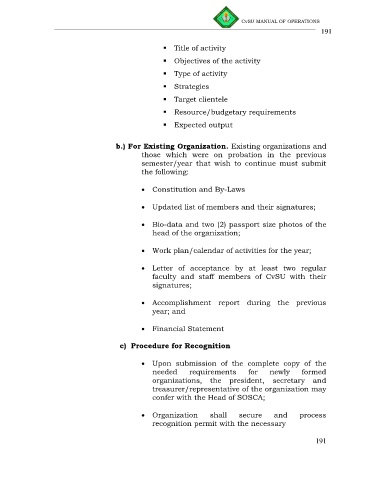 CvSU MANUAL OF OPERATIONS
191
▪ Title of activity
▪ Objectives of the activity
▪ Type of activity
▪ Strategies
▪ Target clientele
▪ Resource/budgetary requirements
▪ Expected output
b.) For Existing Organization. Existing organizations and
those which were on probation in the previous
semester/year that wish to continue must submit
the following:
• Constitution and By-Laws
• Updated list of members and their signatures;
• Bio-data and two (2) passport size photos of the
head of the organization;
• Work plan/calendar of activities for the year;
• Letter of acceptance by at least two regular
faculty and staff members of CvSU with their
signatures;
• Accomplishment report during the previous
year; and
• Financial Statement
c) Procedure for Recognition
• Upon submission of the complete copy of the
needed requirements for newly formed
organizations, the president, secretary and
treasurer/representative of the organization may
confer with the Head of SOSCA;
• Organization shall secure and process
recognition permit with the necessary
191